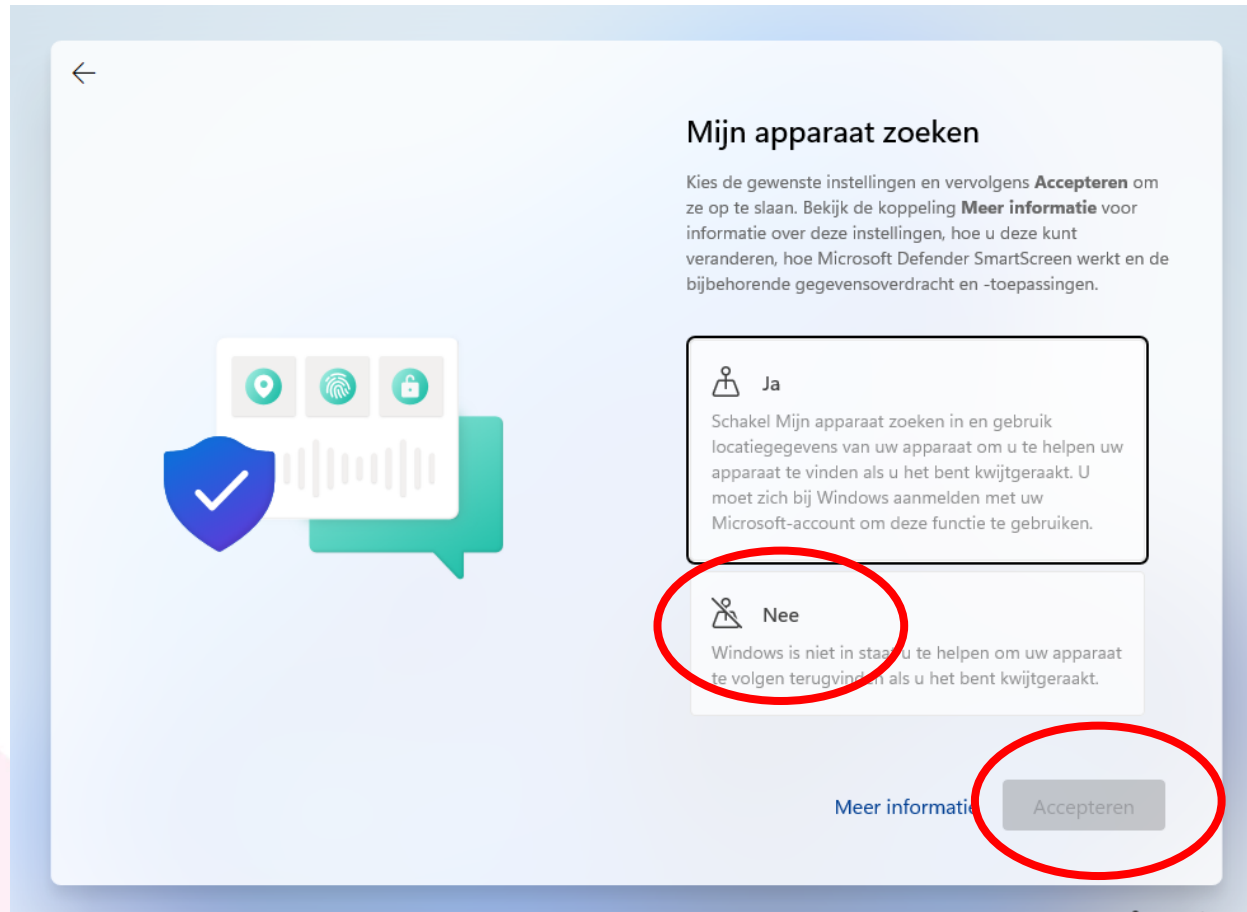 Mijn apparaat zoeken
Kies de gewenste instellingen en vervolgens Accepteren om
ze op te slaan. Bekijk de koppeling Meer informatie voor
informatie over deze instellingen, hoe u deze kunt
veranderen, hoe Microsoft Defender SmartScreen werkt en de
bijbehorende gegevensoverdracht en -toepassingen.
Ja
Schakel Mijn apparaat zoeken in en gebruik
locatiegegevens van uw apparaat om u te helpen uw
apparaat te vinden als u het bent kwijtgeraakt. U
moet zich bij Windows aanmelden met uw
Microsoft-account om deze functie te gebruiken.
Nee
Windows is niet in staat u te helpen om uw apparaat
te volgen terugvinden als u het bent kwijtgeraakt.
Meer informatie
Accepteren